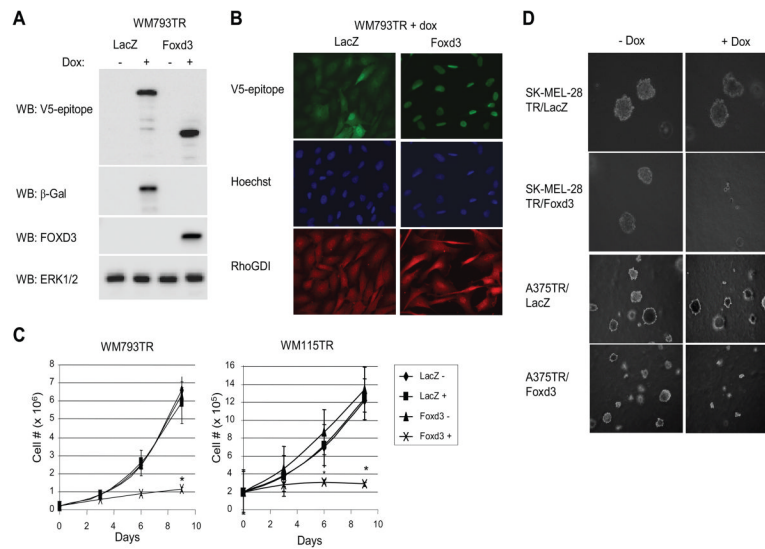 A
WM793TR
LacZ Foxd3
Dox: - + - +
WB: V5-epitope
WB: β-Gal
WB: FOXD3
WB: ERK1/2
B
WM793TR + dox
LacZ Foxd3
V5-epitope
Hoechst
RhoGDI
C
WM793TR
Cell # (x 10⁶)
8
7
6
5
4
3
2
1
0
0 2 4 6 8 10
Days
*
WM115TR
Cell # (x 10⁶)
16
14
12
10
8
6
4
2
0
0 2 4 6 8 10
Days
* *
LacZ -
LacZ +
Foxd3 -
Foxd3 +
D
- Dox + Dox
SK-MEL-28
TR/LacZ
SK-MEL-28
TR/Foxd3
A375TR/
LacZ
A375TR/
Foxd3